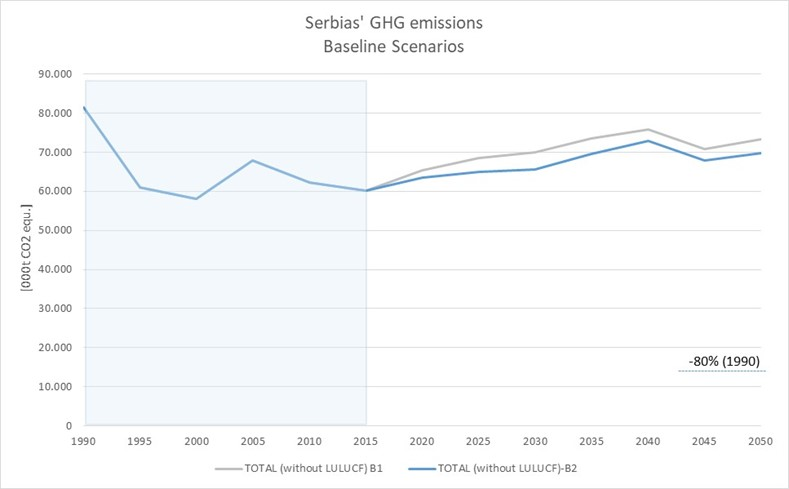 Serbias' GHG emissions
Baseline Scenarios
90.000
80.000
70.000
60.000
50.000
40.000
30.000
20.000
10.000
0
[000t CO2 equ.]
-80% (1990)
1990 1995 2000 2005 2010 2015 2020 2025 2030 2035 2040 2045 2050
TOTAL (without LULUCF) B1 TOTAL (without LULUCF)-B2